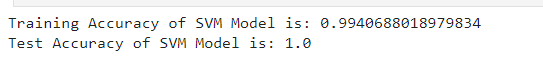 Training Accuracy of SVM Model is: 0.9940688018979834
Test Accuracy of SVM Model is: 1.0